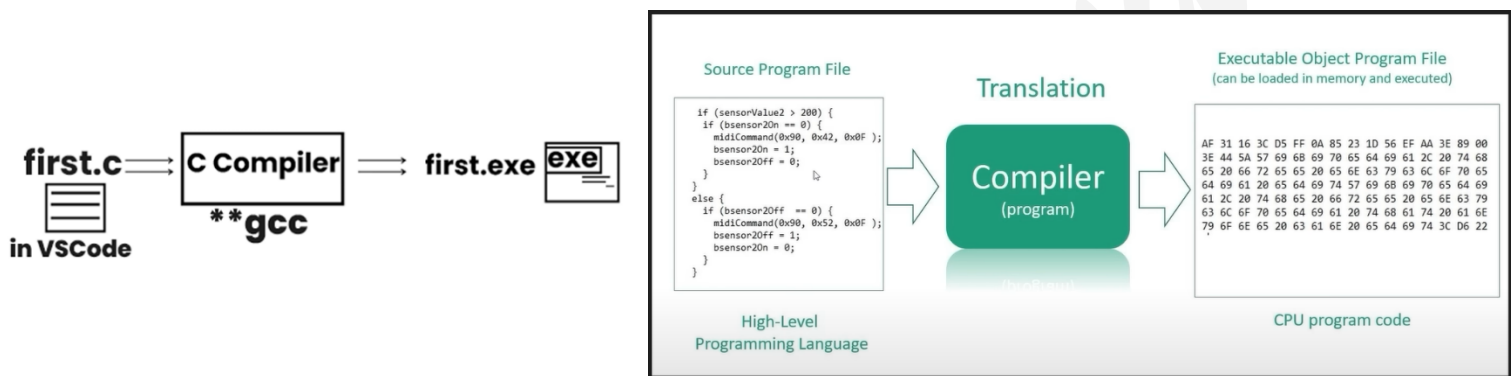 first.c
C Compiler
first.exe
exe
**gcc
in VSCode
Source Program File
if (sensorValue2 > 200) {
if (bsensor2On == 0) {
midiCommand(0x90, 0x42, 0x0F );
bsensor2On = 1;
bsensor2Off = 0;
}
}
else {
if (bsensor2Off == 0) {
midiCommand(0x90, 0x52, 0x0F );
bsensor2Off = 1;
bsensor2On = 0;
}
}
High-Level
Programming Language
Translation
Compiler
(program)
Executable Object Program File
(can be loaded in memory and executed)
AF 31 16 3C D5 FF 0A 85 23 1D 56 EF AA 3E 89 00
3E 44 5A 57 69 6B 69 70 65 64 69 61 2C 20 74 68
65 20 66 72 65 65 20 65 6E 63 79 63 6C 6F 70 65
64 69 61 20 65 64 69 74 57 69 6B 69 70 65 64 69
61 2C 20 74 68 65 20 66 72 65 65 20 65 6E 63 79
63 6C 6F 70 65 64 69 61 20 74 68 61 74 20 61 6E
79 6F 6E 65 20 63 61 6E 20 65 64 69 74 3C D6 22
CPU program code